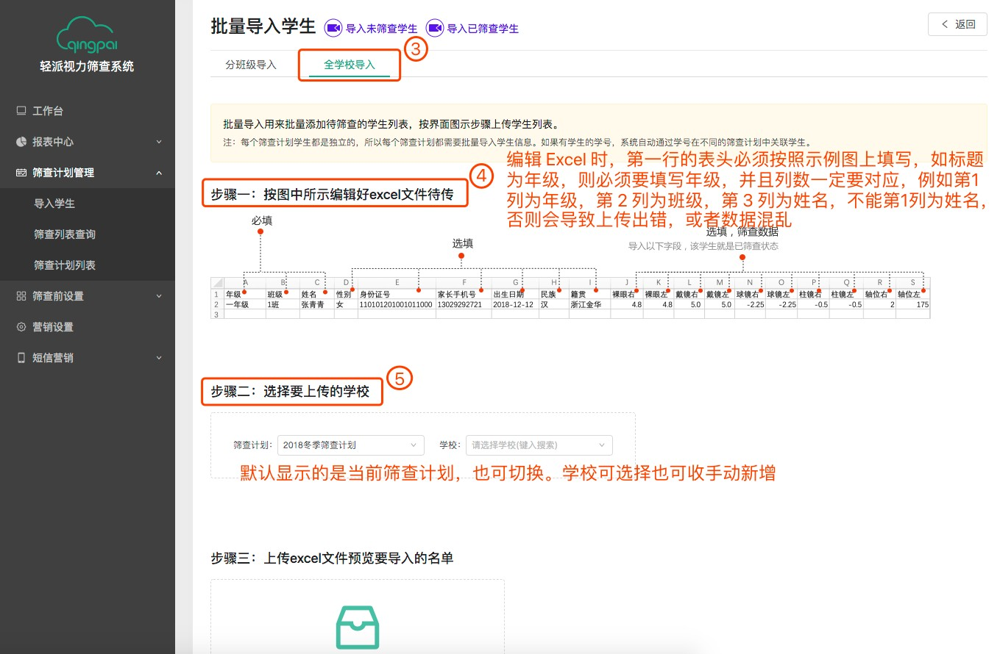 qingpai
轻派视力筛查系统
工作台
报表中心
筛查计划管理
导入学生
筛查列表查询
筛查计划列表
筛查前设置
营销设置
短信营销
批量导入学生 导入未筛查学生 导入已筛查学生
返回
分班级导入 全学校导入 ③
批量导入用来批量添加待筛查的学生列表，按界面图示步骤上传学生列表。
注：每个筛查计划学生都是独立的，所以每个筛查计划都需要批量导入学生信息。如果有学生的学号，系统自动通过学号在不同的筛查计划中关联学生。
步骤一：按图中所示编辑好excel文件待传 ④
编辑 Excel 时，第一行的表头必须按照示例图上填写，如标题
为年级，则必须要填写年级，并且列数一定要对应，例如第1
列为年级，第 2 列为班级，第 3 列为姓名，不能第1列为姓名，
否则会导致上传出错，或者数据混乱
必填
选填
选填，筛查数据
导入以下字段，该学生就是已筛查状态
A B C D E F G H I J K L M N O P Q R S
1 年级 班级 姓名 性别 身份证号 家长手机号 出生日期 民族 籍贯 裸眼右 裸眼左 戴镜右 戴镜左 球镜右 球镜左 柱镜右 柱镜左 轴位右 轴位左
2 一年级 1班 张青青 女 110101201001011000 13029292721 2018-12-12 汉 浙江金华 4.8 4.8 5.0 5.0 -2.25 -2.25 -0.5 -0.5 2 175
3
步骤二：选择要上传的学校 ⑤
筛查计划: 2018冬季筛查计划 学校: 请选择学校(键入搜索)
默认显示的是当前筛查计划，也可切换。学校可选择也可收手动新增
步骤三：上传excel文件预览要导入的名单